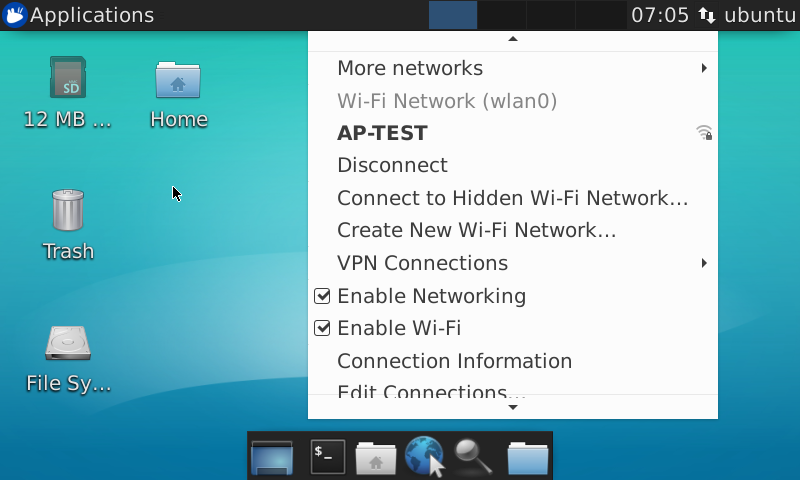 Applications 07:05 ubuntu
More networks
Wi-Fi Network (wlan0)
AP-TEST
Disconnect
Connect to Hidden Wi-Fi Network...
Create New Wi-Fi Network...
VPN Connections
Enable Networking
Enable Wi-Fi
Connection Information
Edit Connections...
SD
12 MB ...
Home
Trash
File Sy...
$_